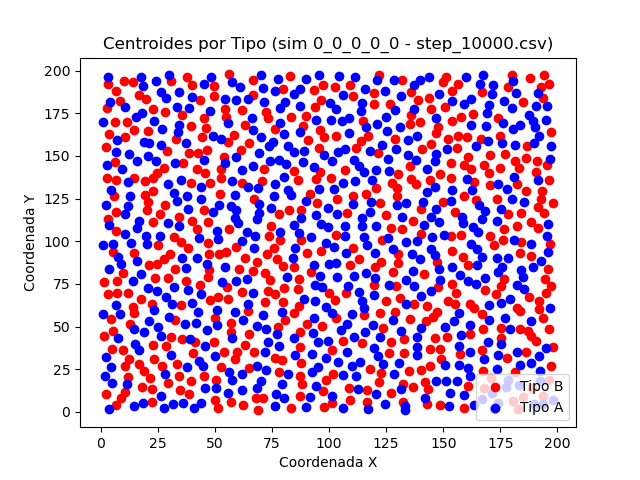 Centroides por Tipo (sim 0_0_0_0_0 - step_10000.csv)
200
175
150
125
100
75
50
25
0
Coordenada Y
Tipo B
Tipo A
0 25 50 75 100 125 150 175 200
Coordenada X